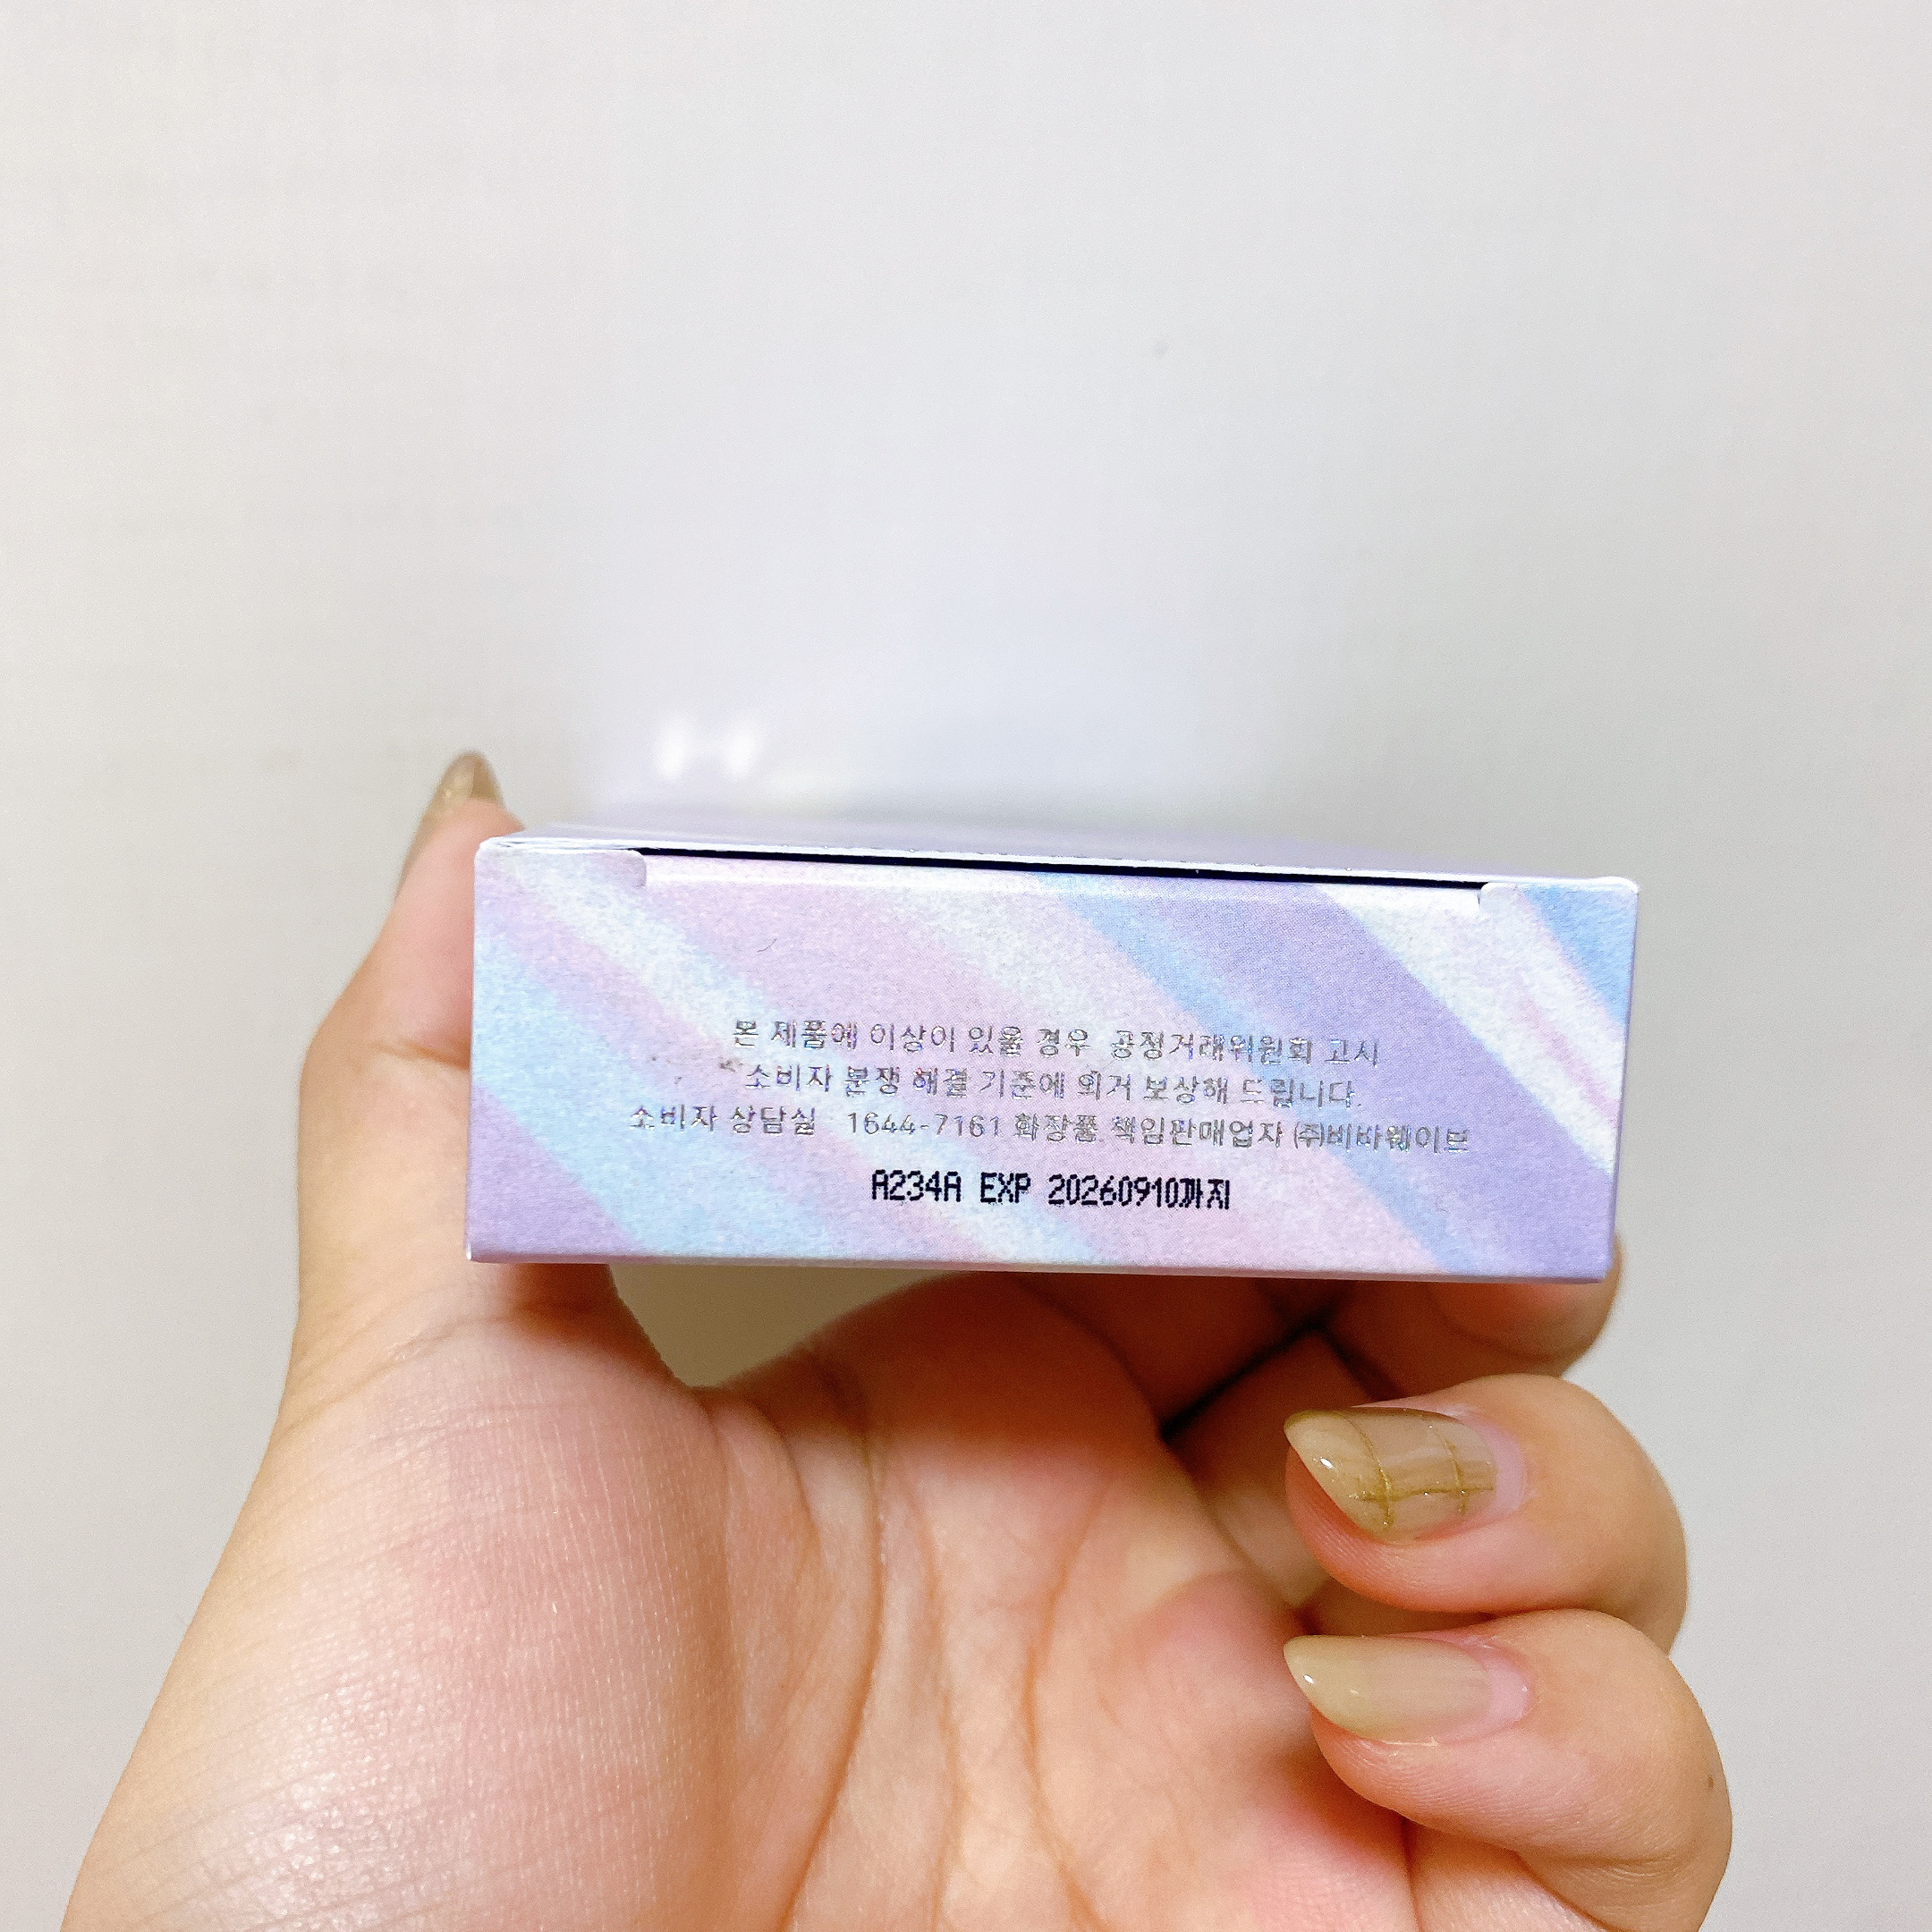 본 제품에 이상이 있을 경우 공정거래위원회 고시
소비자 분쟁 해결 기준에 의거 보상해 드립니다.
소비자 상담실 1644-7161 화장품 책임판매업자 ㈜비바웨이브
A234A EXP 20260910까지